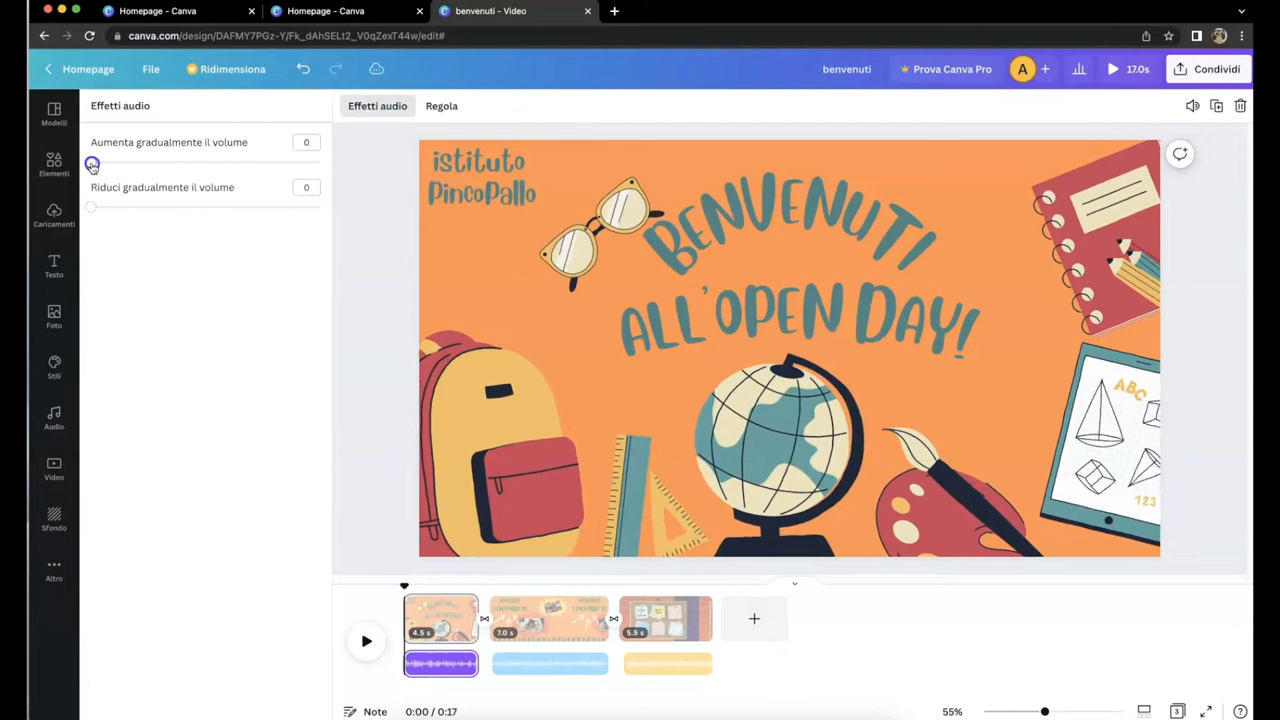 Homepage - Canva
Homepage - Canva
benvenuti - Video
canva.com/design/DAFMY7PGz-Y/Fk_dAhSELt2_V0qZexT44w/edit#
Homepage
File
Ridimensiona
benvenuti
Prova Canva Pro
A
17.0s
Condividi
Modelli
Elementi
Caricamenti
Testo
Foto
Stili
Audio
Video
Sfondo
Altro
Effetti audio
Aumenta gradualmente il volume
0
Riduci gradualmente il volume
0
Effetti audio
Regola
istituto
PincoPallo
BENVENUTI
ALL'OPEN DAY!
ABC
123
4.5 s
7.0 s
5.5 s
Note
0:00 / 0:17
55%
3